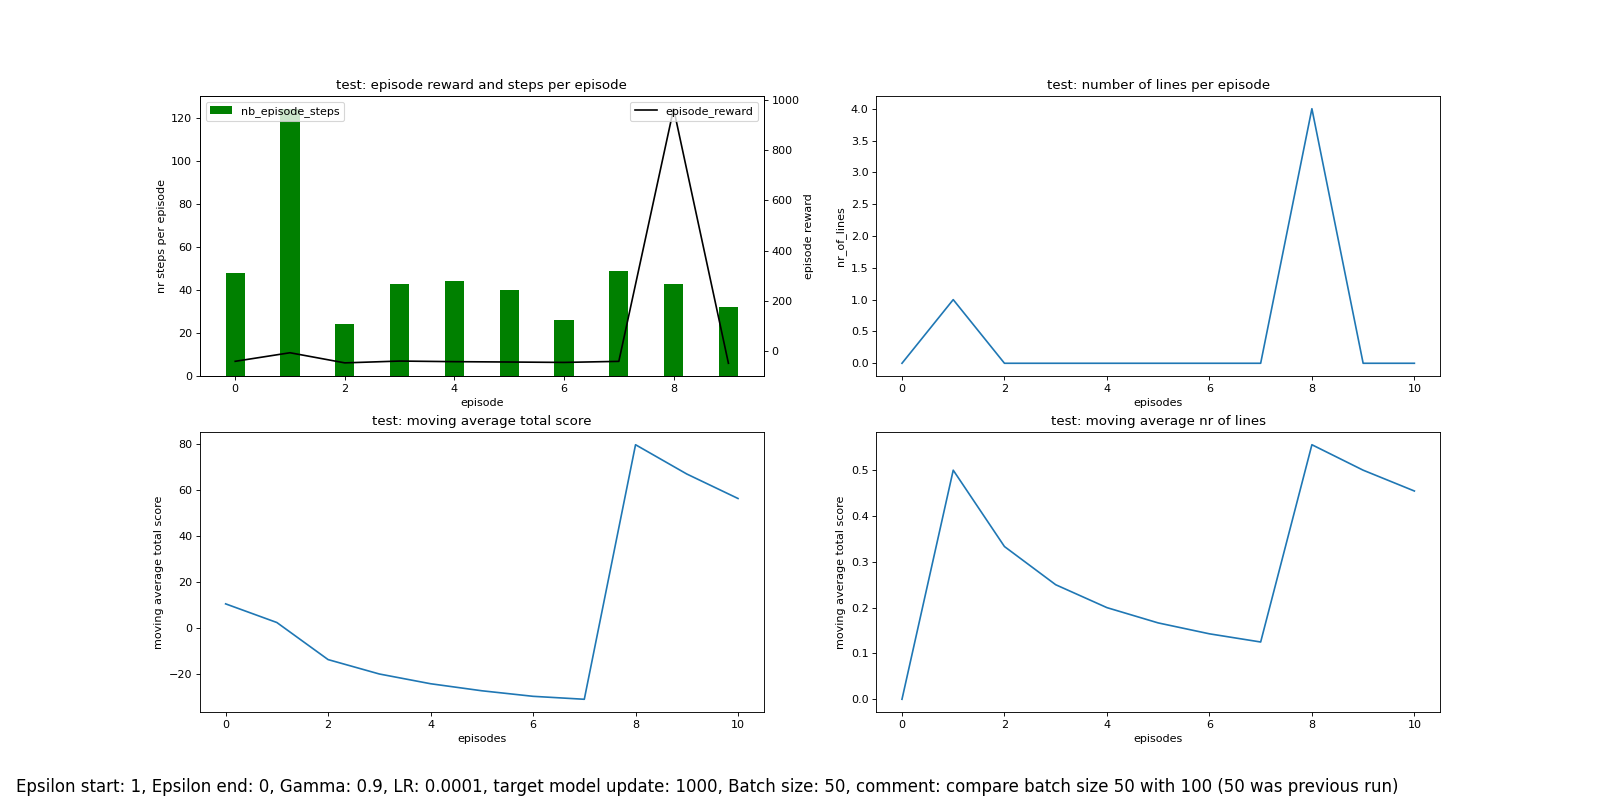 test: episode reward and steps per episode
nb_episode_steps
episode_reward
120
100
80
60
40
20
0
nr steps per episode
1000
800
600
400
200
0
episode reward
0 2 4 6 8
episode
test: number of lines per episode
4.0
3.5
3.0
2.5
2.0
1.5
1.0
0.5
0.0
nr_of_lines
0 2 4 6 8 10
episodes
test: moving average total score
80
60
40
20
0
−20
moving average total score
0 2 4 6 8 10
episodes
test: moving average nr of lines
0.5
0.4
0.3
0.2
0.1
0.0
moving average total score
0 2 4 6 8 10
episodes
Epsilon start: 1, Epsilon end: 0, Gamma: 0.9, LR: 0.0001, target model update: 1000, Batch size: 50, comment: compare batch size 50 with 100 (50 was previous run)